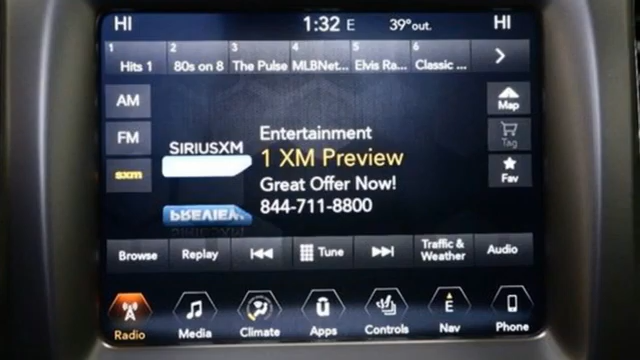 HI 1:32 E 39°out. HI
1 Hits 1 2 80s on 8 3 The Pulse 4 MLBNet... 5 Elvis Ra... 6 Classic ...
AM
FM
sxm
SIRIUSXM
PREVIEW
Entertainment
1 XM Preview
Great Offer Now!
844-711-8800
Map
Tag
Fav
Browse Replay Tune Traffic & Weather Audio
Radio Media Climate Apps Controls E Nav Phone